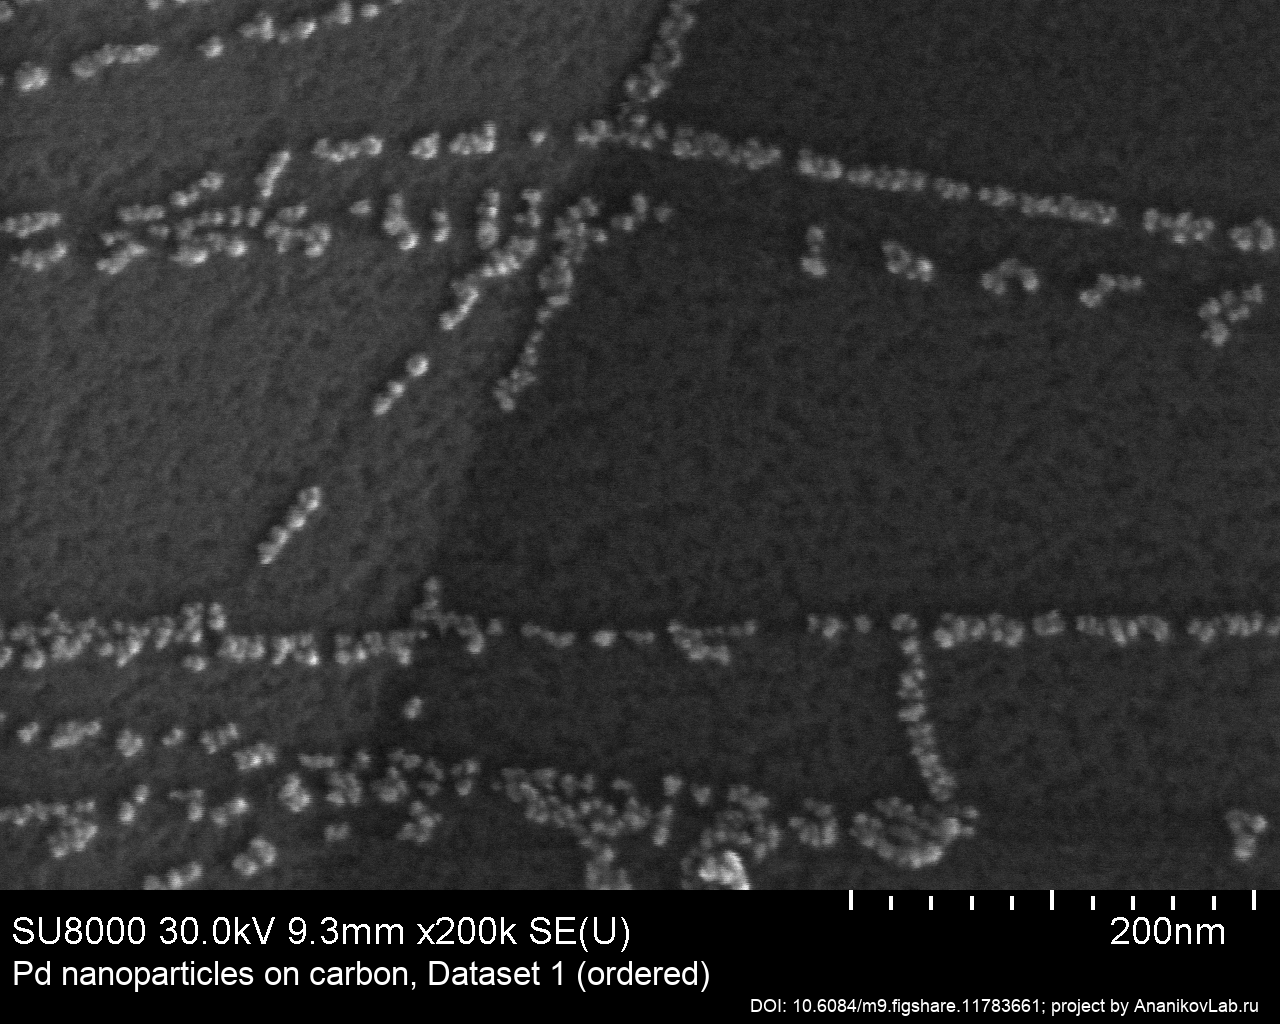 SU8000 30.0kV 9.3mm x200k SE(U)
200nm
Pd nanoparticles on carbon, Dataset 1 (ordered)
DOI: 10.6084/m9.figshare.11783661; project by AnanikovLab.ru